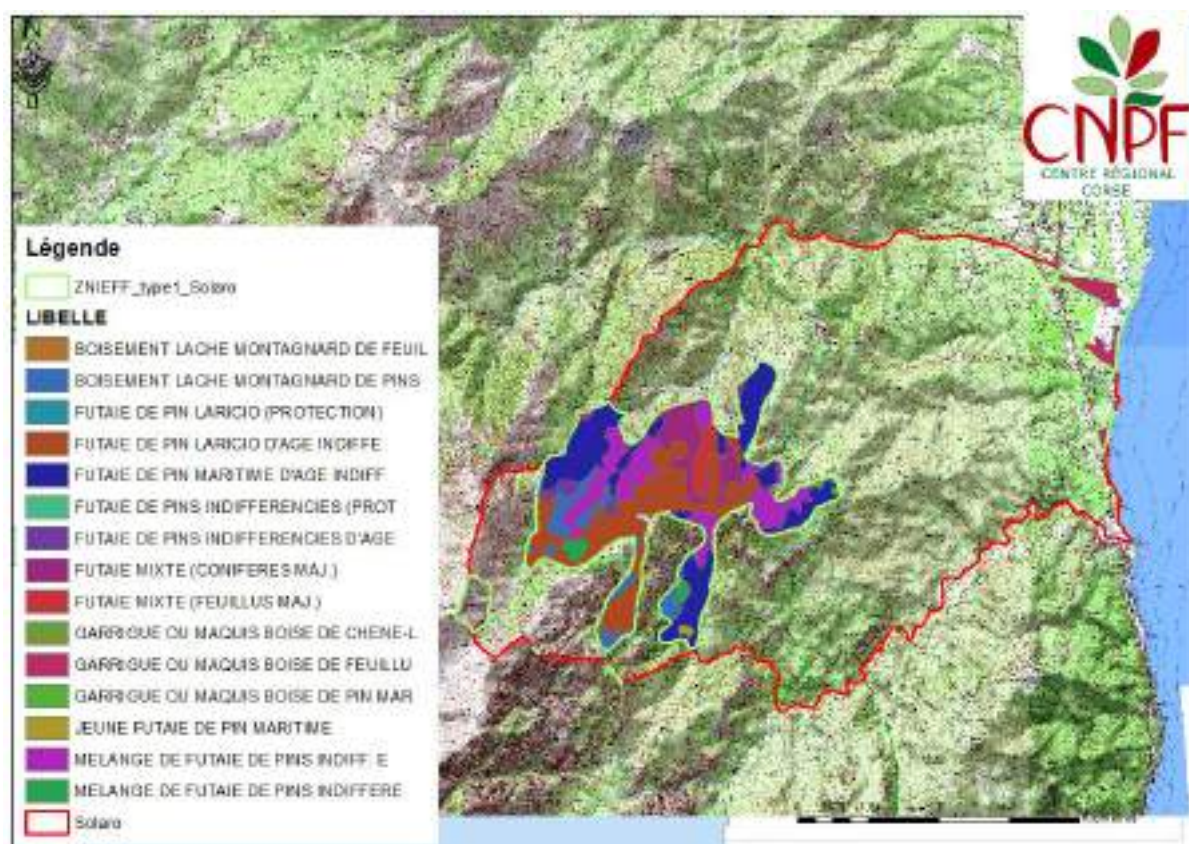 N
CNPF
CENTRE RÉGIONAL
CORSE
Légende
ZNIEFF_type1_Solaro
LIBELLE
BOISEMENT LACHE MONTAGNARD DE FEUIL
BOISEMENT LACHE MONTAGNARD DE PINS
FUTAIE DE PIN LARICIO (PROTECTION)
FUTAIE DE PIN LARICIO D'AGE INDIFFE
FUTAIE DE PIN MARITIME D'AGE INDIFF
FUTAIE DE PINS INDIFFERENCIES (PROT
FUTAIE DE PINS INDIFFERENCIES D'AGE
FUTAIE MIXTE (CONIFERES MAJ.)
FUTAIE MIXTE (FEUILLUS MAJ.)
GARRIGUE OU MAQUIS BOISE DE CHENE-L
GARRIGUE OU MAQUIS BOISE DE FEUILLU
GARRIGUE OU MAQUIS BOISE DE PIN MAR
JEUNE FUTAIE DE PIN MARITIME
MELANGE DE FUTAIE DE PINS INDIFF. E
MELANGE DE FUTAIE DE PINS INDIFFERE
Solaro